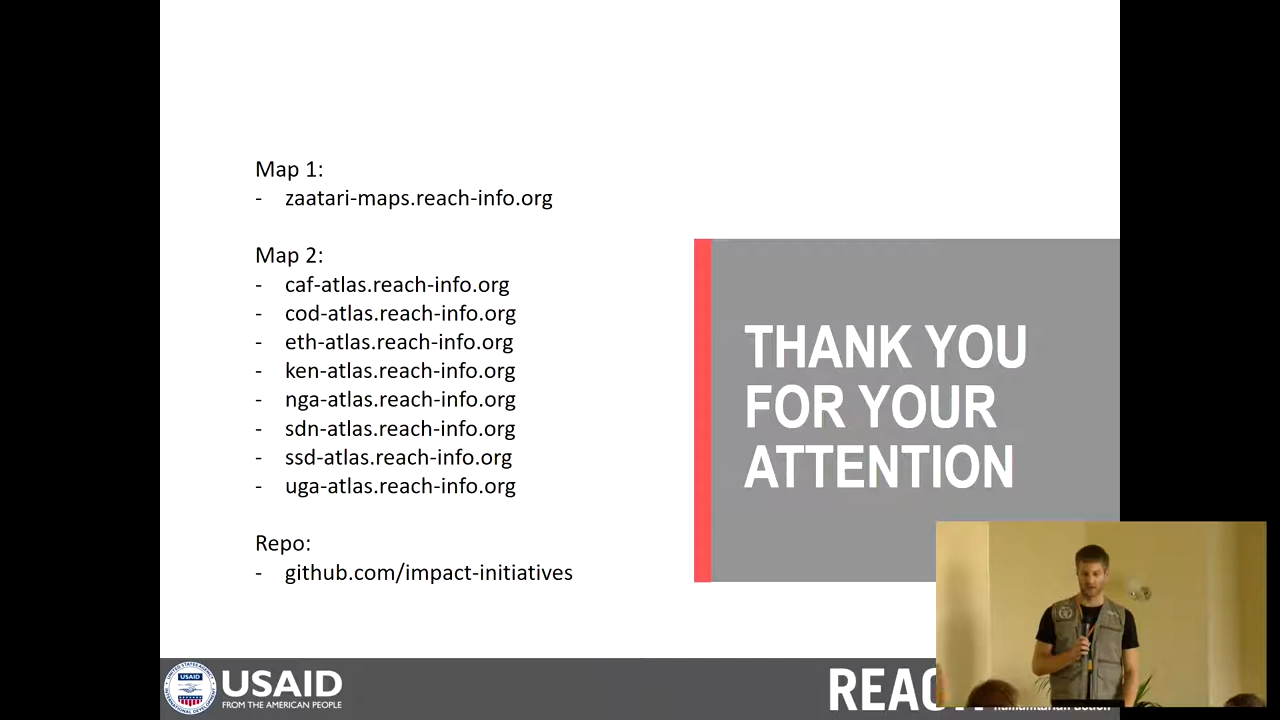 Map 1:
- zaatari-maps.reach-info.org
Map 2:
- caf-atlas.reach-info.org
- cod-atlas.reach-info.org
- eth-atlas.reach-info.org
- ken-atlas.reach-info.org
- nga-atlas.reach-info.org
- sdn-atlas.reach-info.org
- ssd-atlas.reach-info.org
- uga-atlas.reach-info.org
Repo:
- github.com/impact-initiatives
THANK YOU
FOR YOUR
ATTENTION
USAID
USAID
FROM THE AMERICAN PEOPLE